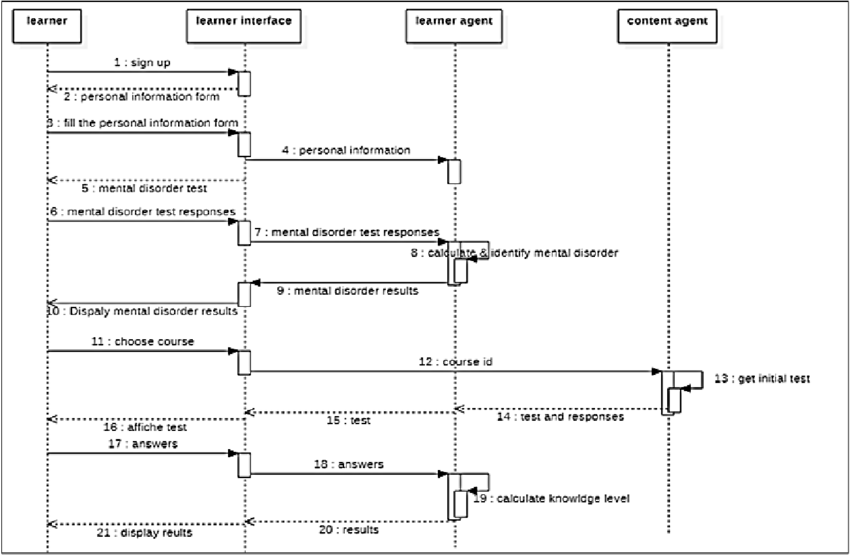 learner
learner interface
learner agent
content agent
1 : sign up
2 : personal information form
3 : fill the personal information form
4 : personal information
5 : mental disorder test
6 : mental disorder test responses
7 : mental disorder test responses
8 : calculate & identify mental disorder
9 : mental disorder results
10 : Dispaly mental disorder results
11 : choose course
12 : course id
13 : get initial test
14 : test and responses
15 : test
16 : affiche test
17 : answers
18 : answers
19 : calculate knowldge level
20 : results
21 : display reults